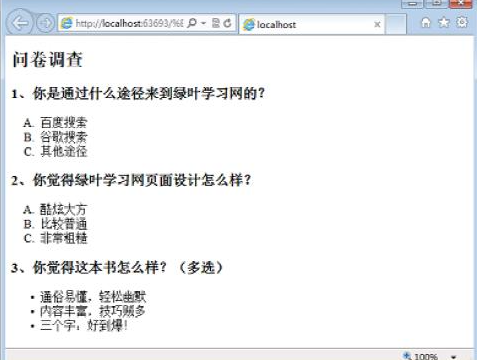 http://localhost:63693/%E
localhost
问卷调查
1、你是通过什么途径来到绿叶学习网的？
A. 百度搜索
B. 谷歌搜索
C. 其他途径
2、你觉得绿叶学习网页面设计怎么样？
A. 酷炫大方
B. 比较普通
C. 非常粗糙
3、你觉得这本书怎么样？（多选）
• 通俗易懂，轻松幽默
• 内容丰富，技巧贼多
• 三个字：好到爆！
100%